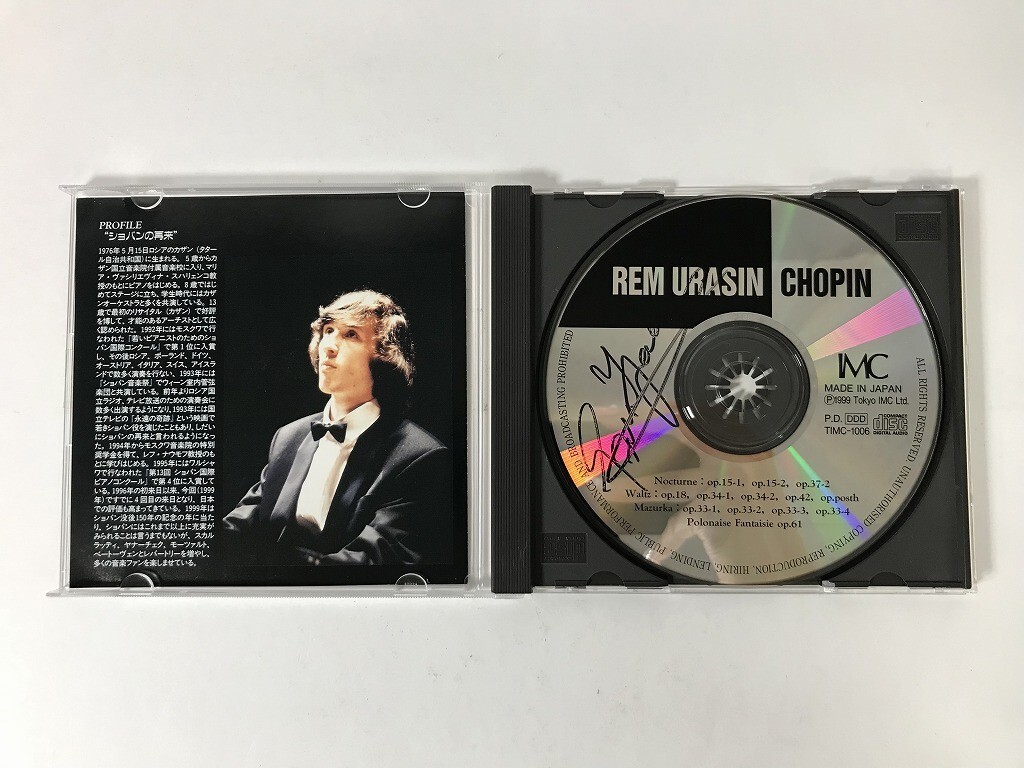 PROFILE
“ショパンの再来”
1976年5月15日ロシアのカザン（タター
ル自治共和国）に生まれる。5歳からカ
ザン国立音楽院付属音楽校に入り、マリ
ア・ヴァシリエヴィナ・スハリェンコ教
授のもとにピアノをはじめる。8歳では
じめてステージに立ち、学生時代にはカザ
ンオーケストラと多くを共演している。13
歳で最初のリサイタル（カザン）で好評
を博して、才能のあるアーチストとして広
く認められた。1992年にはモスクワで行
なわれた「若いピアニストのためのショ
パン国際コンクール」で第1位に入賞
し、その後ロシア、ポーランド、ドイツ、
オーストリア、イタリア、スイス、アイスラ
ンドで数多く演奏を行ない、1993年には
「ショパン音楽祭」でウィーン室内管弦
楽団と共演している。前年よりロシア国
立ラジオ、テレビ放送のための演奏会に
数多く出演するようになり、1993年には国
立テレビの「永遠の奇跡」という映画で
若きショパン役を演じたこともあり、しだ
いにショパンの再来と言われるようになっ
た。1994年からモスクワ音楽院の特別
奨学金を得て、レフ・ナウモフ教授のも
とに学びはじめる。1995年にはワルシャ
ワで行なわれた「第13回 ショパン国際
ピアノコンクール」で第4位に入賞して
いる。1996年の初来日以来、今回（1999
年）ですでに4回目の来日となり、日本
での評価も高まってきている。1999年は
ショパン没後150年の記念の年に当た
り、ショパンにはこれまで以上に充実が
みられることは言うまでもないが、スカル
ラッティ、ヤナーチェク、モーツァルト、
ベートーヴェンとレパートリーを増やし、
多くの音楽ファンを楽しませている。
REM URASIN CHOPIN
IMC
MADE IN JAPAN
Ⓟ1999 Tokyo IMC Ltd.
P.D. DDD COMPACT disc DIGITAL AUDIO
TIMC-1006
Nocturne：op.15-1, op.15-2, op.37-2
Waltz：op.18, op.34-1, op.34-2, op.42, op.posth
Mazurka：op.33-1, op.33-2, op.33-3, op.33-4
Polonaise Fantaisie op.61
ALL RIGHTS RESERVED. UNAUTHORISED COPYING, REPRODUCTION, HIRING, LENDING, PUBLIC PERFORMANCE AND BROADCASTING PROHIBITED